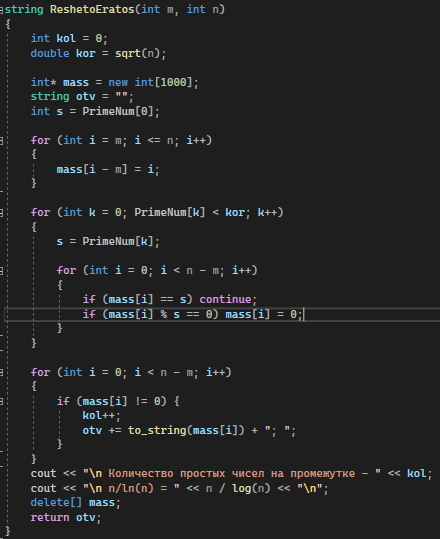 string ReshetoEratos(int m, int n)
{
int kol = 0;
double kor = sqrt(n);
int* mass = new int[1000];
string otv = "";
int s = PrimeNum[0];
for (int i = m; i <= n; i++)
{
mass[i - m] = i;
}
for (int k = 0; PrimeNum[k] < kor; k++)
{
s = PrimeNum[k];
for (int i = 0; i < n - m; i++)
{
if (mass[i] == s) continue;
if (mass[i] % s == 0) mass[i] = 0;
}
}
for (int i = 0; i < n - m; i++)
{
if (mass[i] != 0) {
kol++;
otv += to_string(mass[i]) + "; ";
}
}
cout << "\n Количество простых чисел на промежутке - " << kol;
cout << "\n n/ln(n) = " << n / log(n) << "\n";
delete[] mass;
return otv;
}